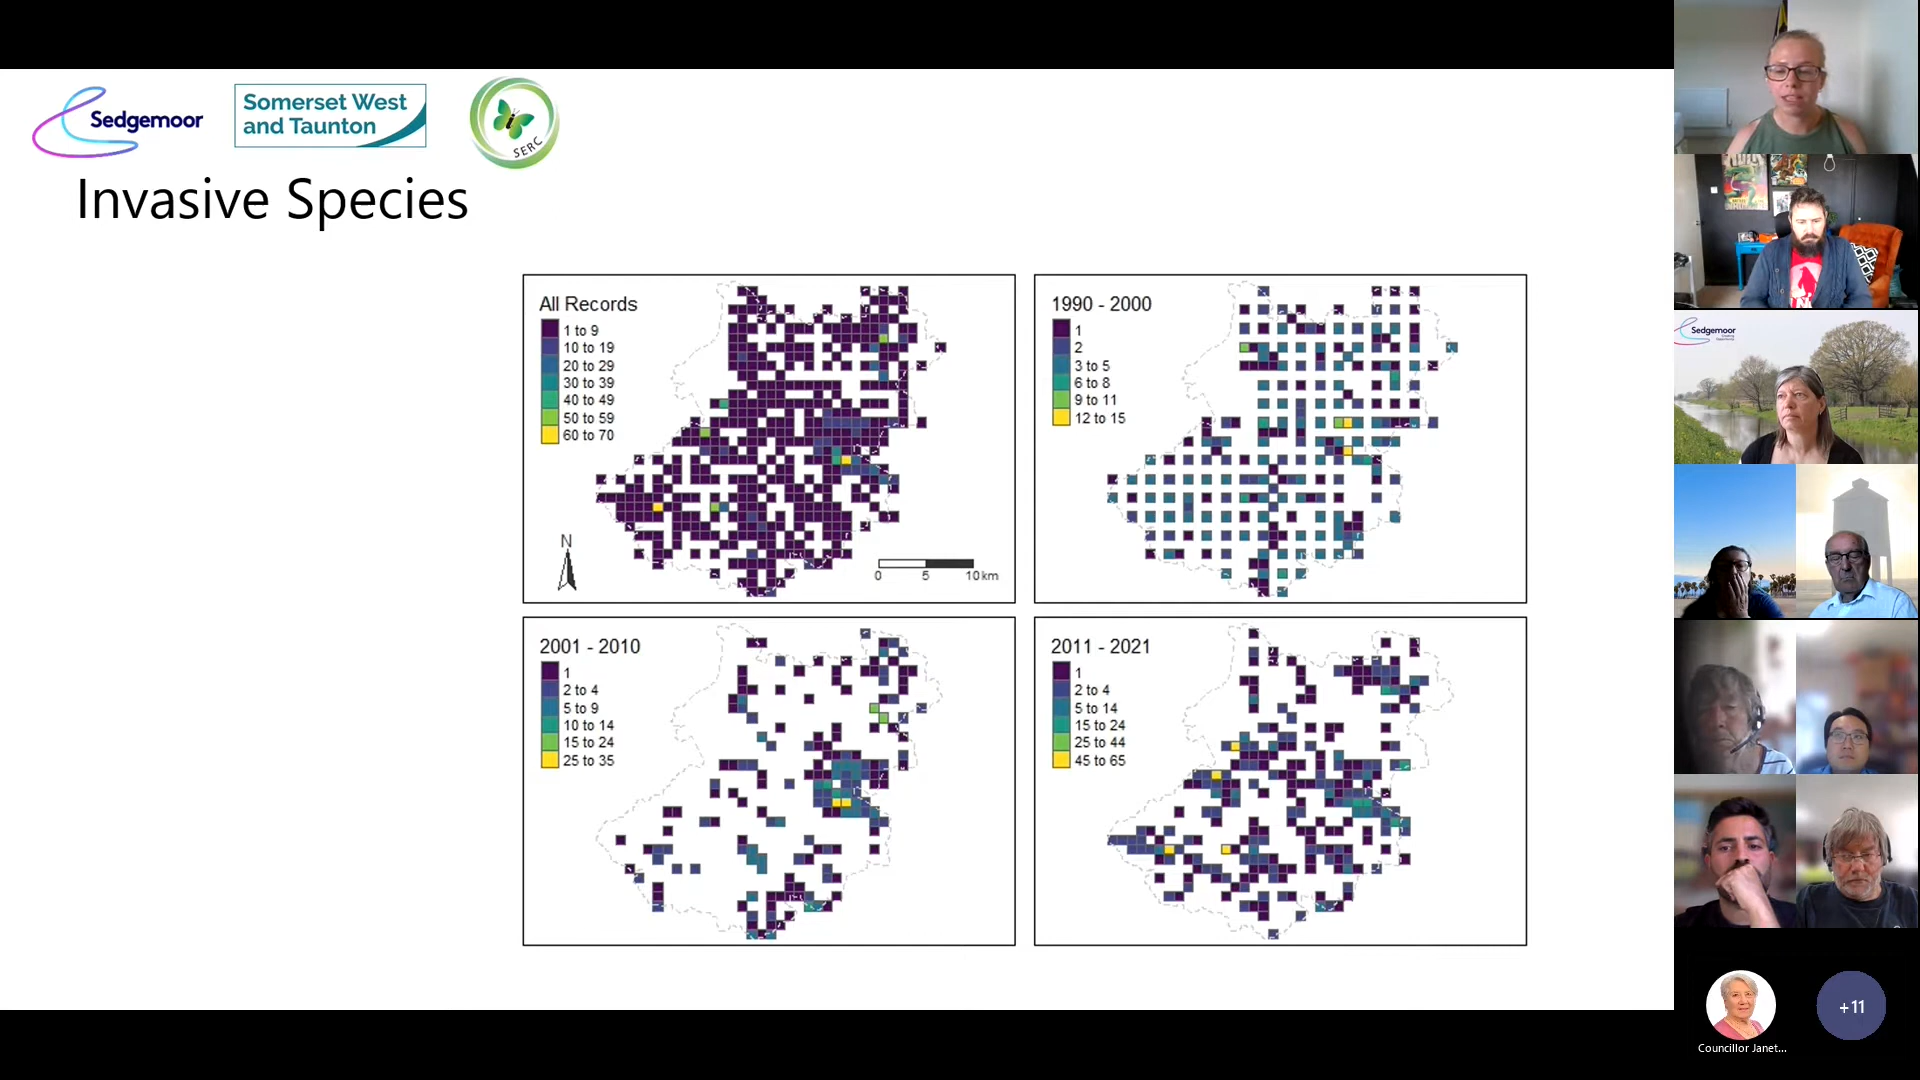 Sedgemoor
Somerset West
and Taunton
SERC
Invasive Species
All Records
1 to 9
10 to 19
20 to 29
30 to 39
40 to 49
50 to 59
60 to 70
N
0 5 10 km
1990 - 2000
1
2
3 to 5
6 to 8
9 to 11
12 to 15
2001 - 2010
1
2 to 4
5 to 9
10 to 14
15 to 24
25 to 35
2011 - 2021
1
2 to 4
5 to 14
15 to 24
25 to 44
45 to 65
Sedgemoor
+11
Councillor Janet...